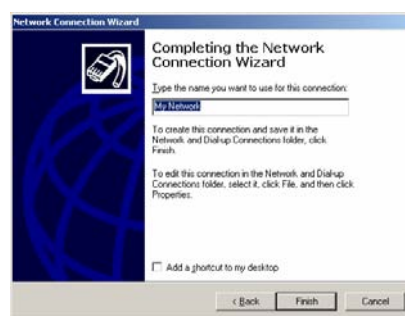 Network Connection Wizard
Completing the Network
Connection Wizard
Type the name you want to use for this connection:
My Network
To create this connection and save it in the
Network and Dial-up Connections folder, click
Finish.
To edit this connection in the Network and Dial-up
Connections folder, select it, click File, and then click
Properties.
Add a shortcut to my desktop
< Back Finish Cancel